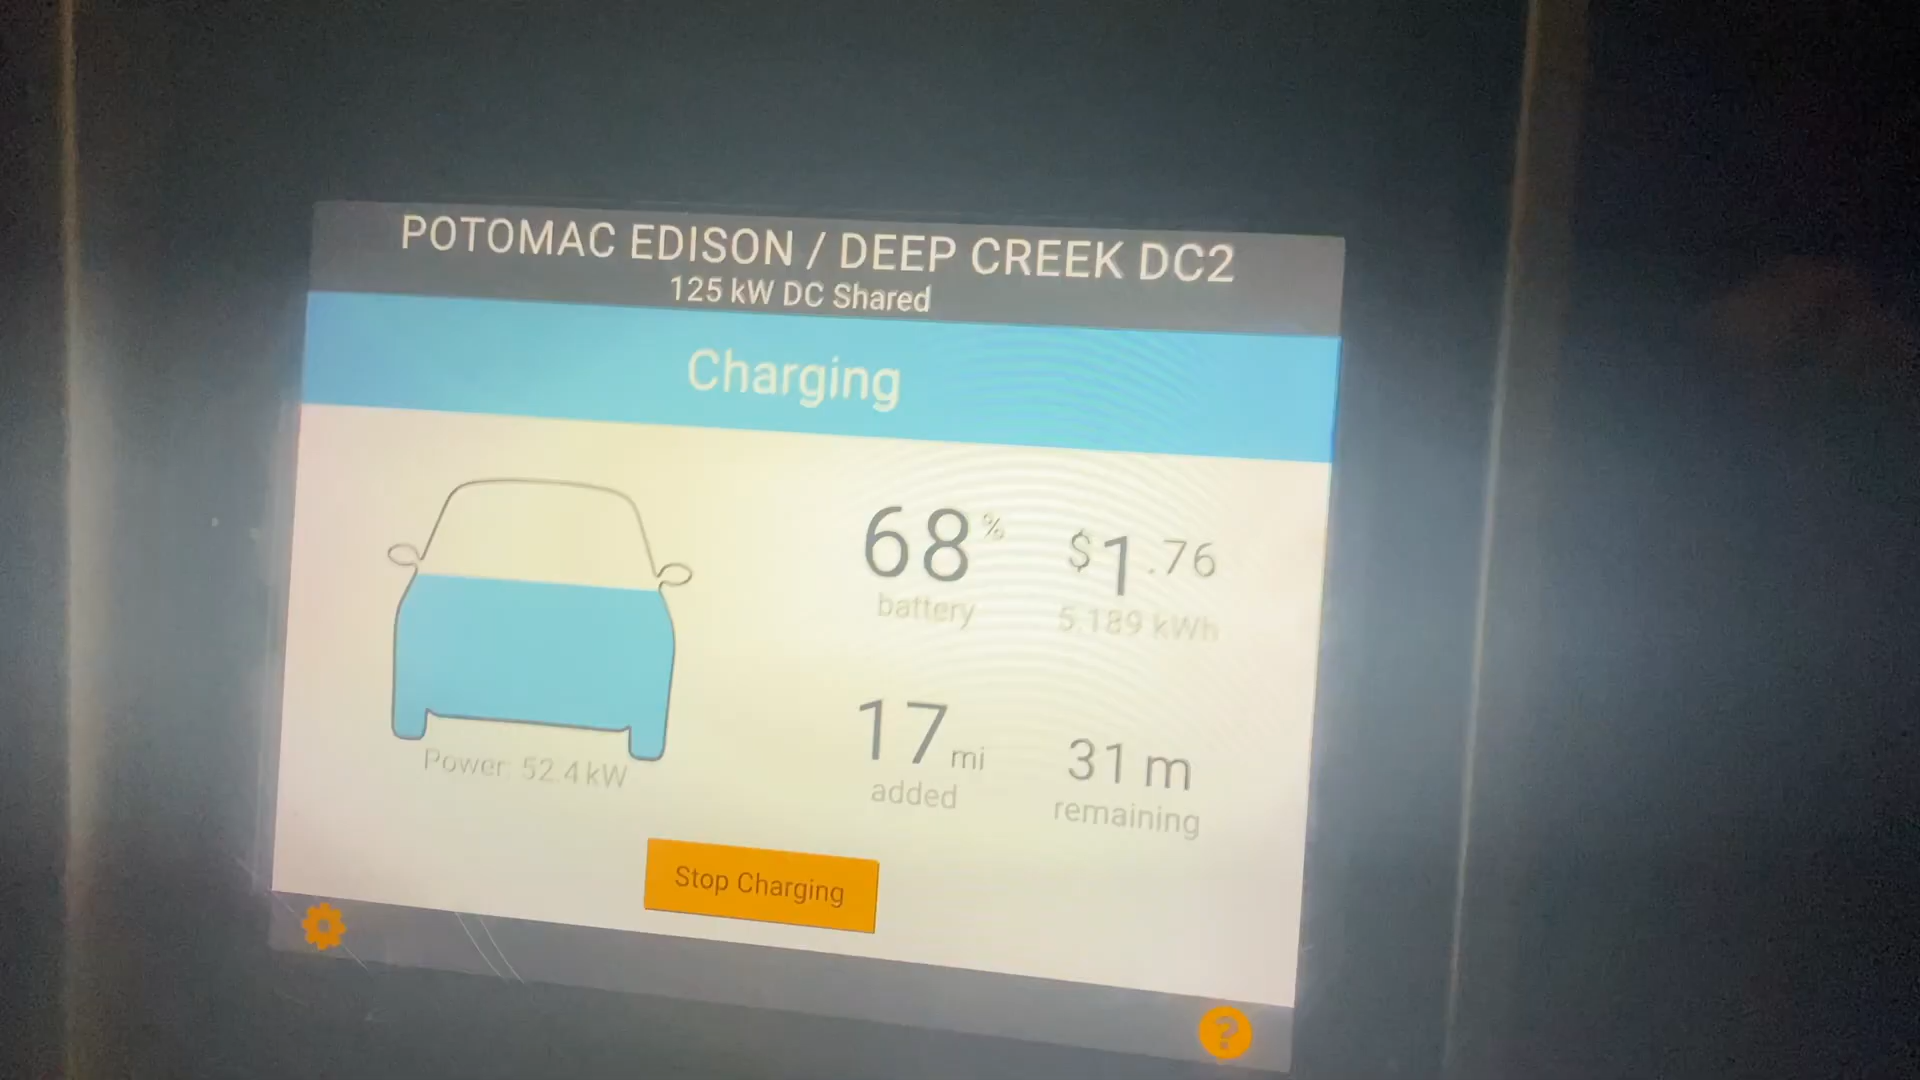 POTOMAC EDISON / DEEP CREEK DC2
125 kW DC Shared
Charging
68 %
battery
$1.76
5.189 kWh
Power: 52.4 kW
17 mi
added
31 m
remaining
Stop Charging
?